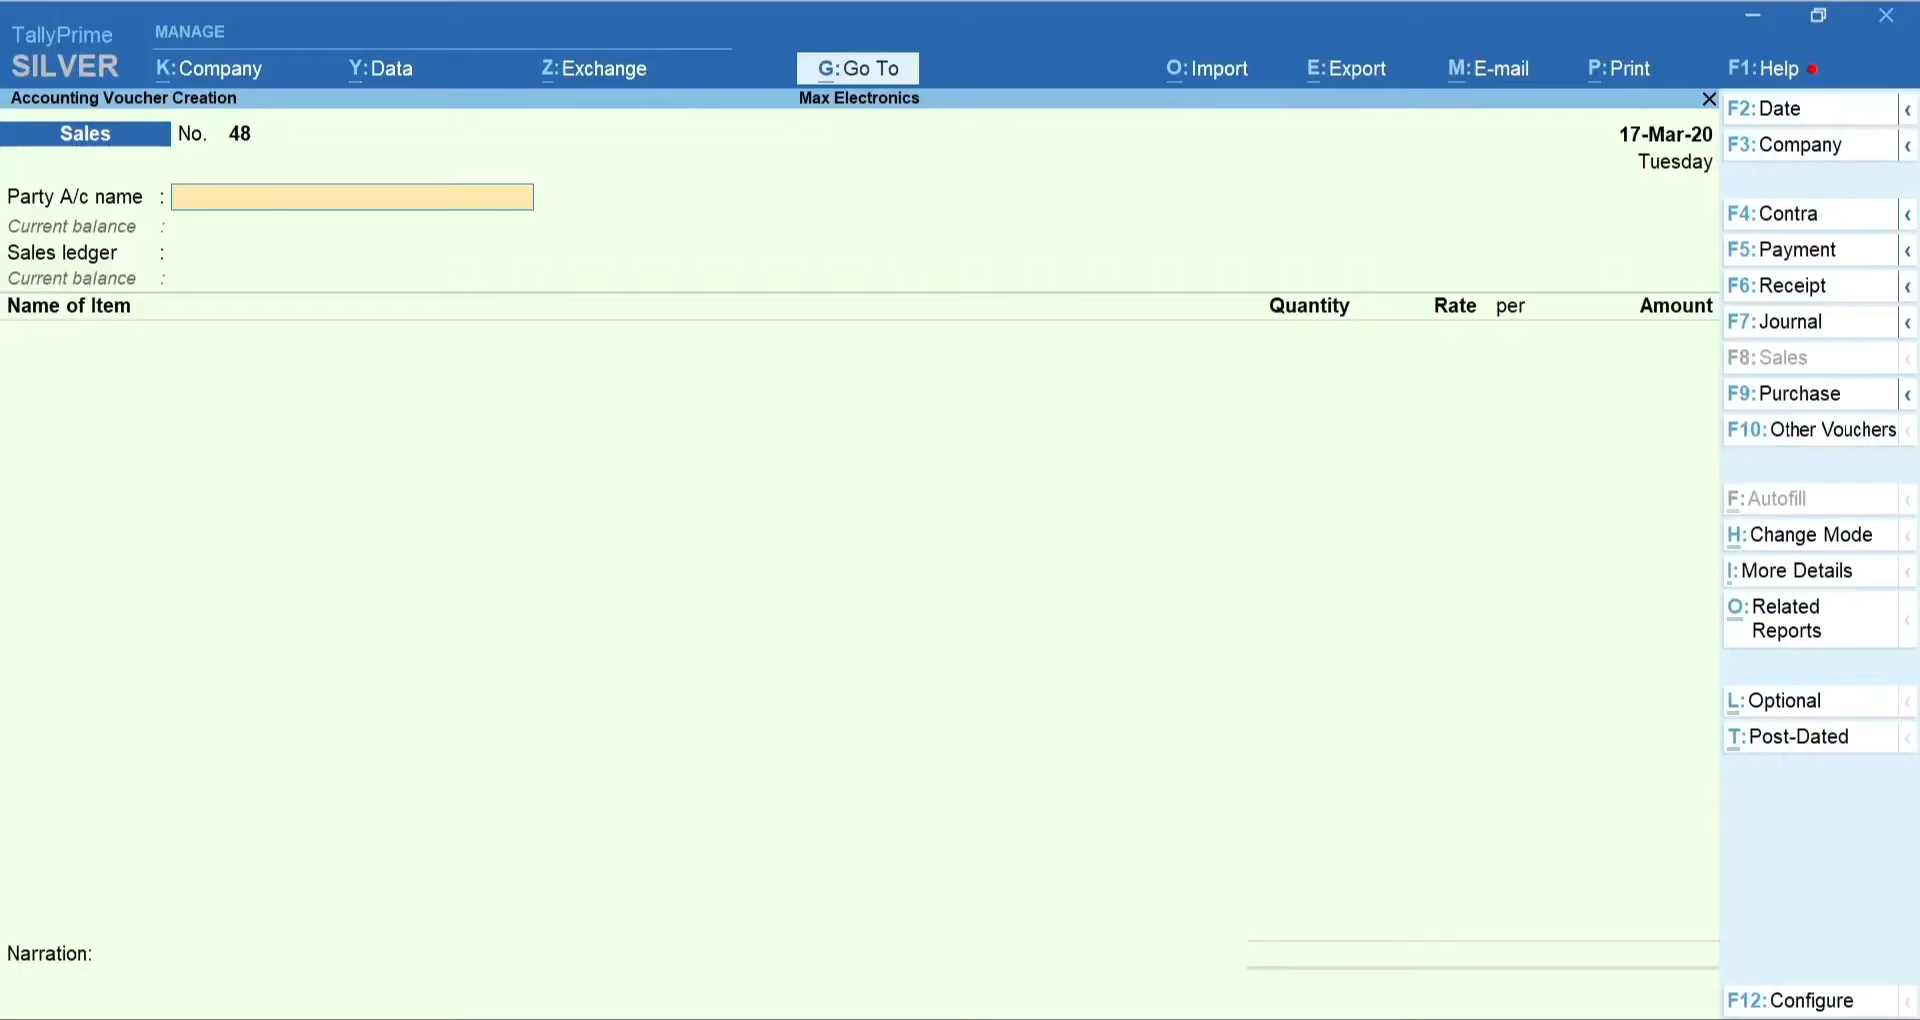 TallyPrime
SILVER
MANAGE
K:Company Y:Data Z:Exchange G:Go To O:Import E:Export M:E-mail P:Print F1:Help
Accounting Voucher Creation Max Electronics
Sales No. 48 17-Mar-20
Tuesday
Party A/c name :
Current balance :
Sales ledger :
Current balance :
Name of Item Quantity Rate per Amount
Narration:
F2:Date
F3:Company
F4:Contra
F5:Payment
F6:Receipt
F7:Journal
F8:Sales
F9:Purchase
F10:Other Vouchers
F:Autofill
H:Change Mode
I:More Details
O:Related
Reports
L:Optional
T:Post-Dated
F12:Configure